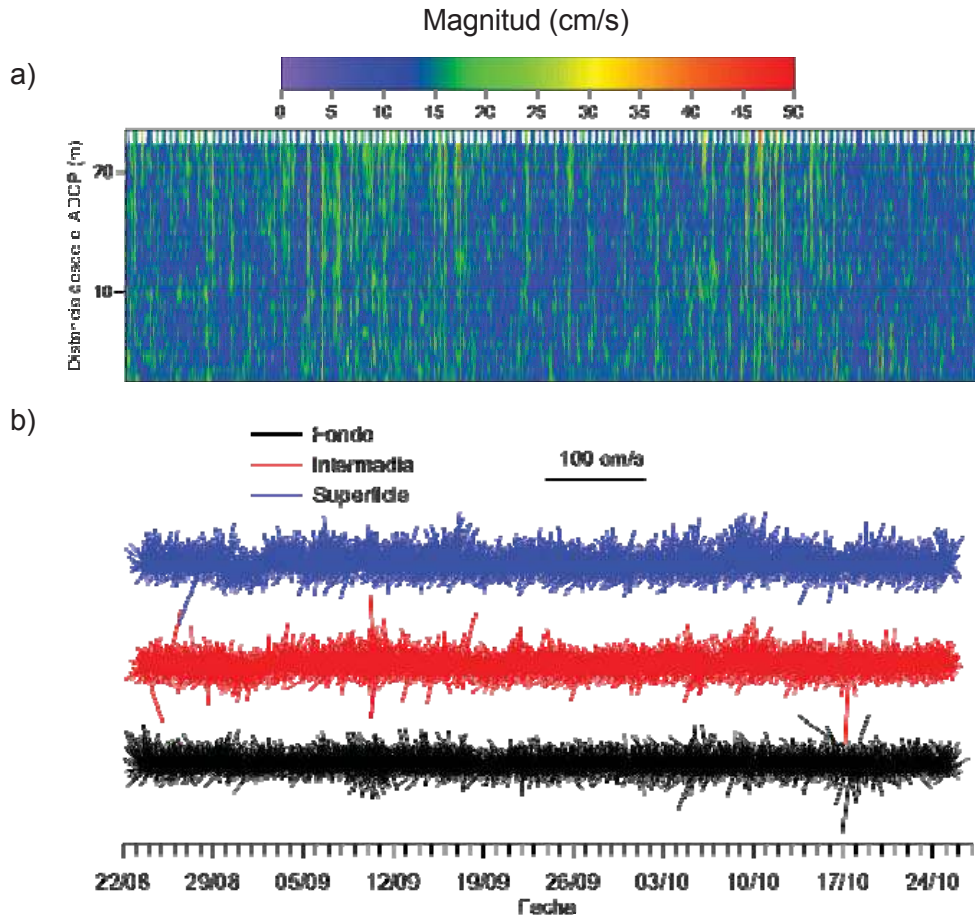 Magnitud (cm/s)
a)
0 5 10 15 20 25 30 35 40 45 50
20
10
b)
Fondo
Intermadia
Superficie
100 cm/s
22/08 29/08 05/09 12/09 19/09 26/09 03/10 10/10 17/10 24/10
Fecha